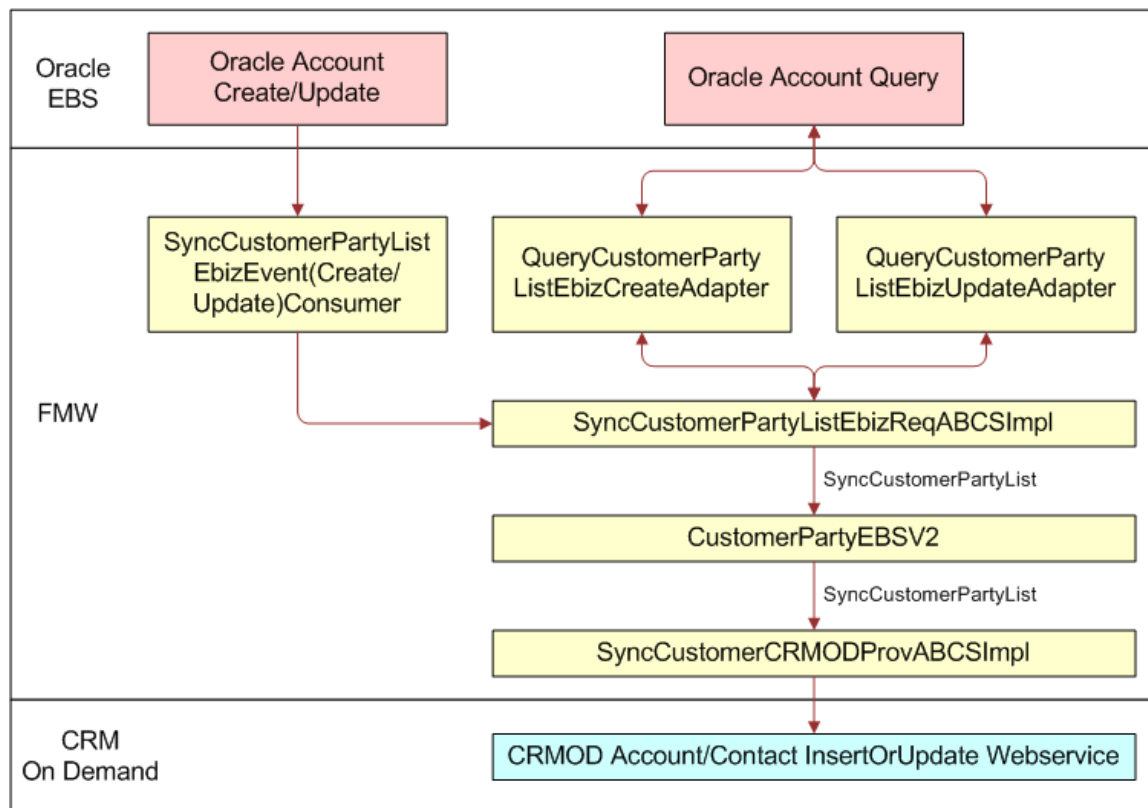 Oracle
EBS
Oracle Account
Create/Update
Oracle Account Query
FMW
SyncCustomerPartyList
EbizEvent(Create/
Update)Consumer
QueryCustomerParty
ListEbizCreateAdapter
QueryCustomerParty
ListEbizUpdateAdapter
SyncCustomerPartyListEbizReqABCSImpl
SyncCustomerPartyList
CustomerPartyEBSV2
SyncCustomerPartyList
SyncCustomerCRMODProvABCSImpl
CRM
On Demand
CRMOD Account/Contact InsertOrUpdate Webservice